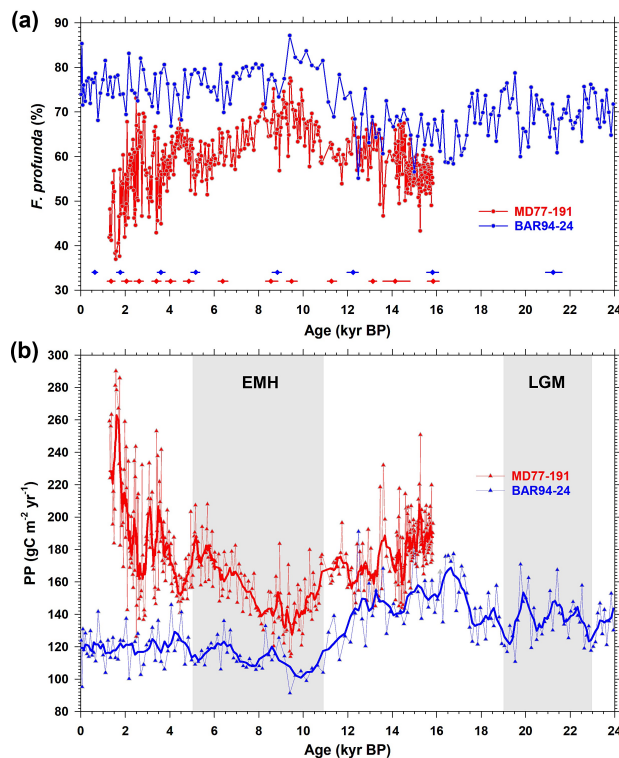 (a)
90
80
70
60
50
40
30
F. profunda (%)
MD77-191
BAR94-24
0 2 4 6 8 10 12 14 16 18 20 22 24
Age (kyr BP)
(b)
300
280
260
240
220
200
180
160
140
120
100
80
PP (gC m⁻² yr⁻¹)
EMH LGM
MD77-191
BAR94-24
0 2 4 6 8 10 12 14 16 18 20 22 24
Age (kyr BP)